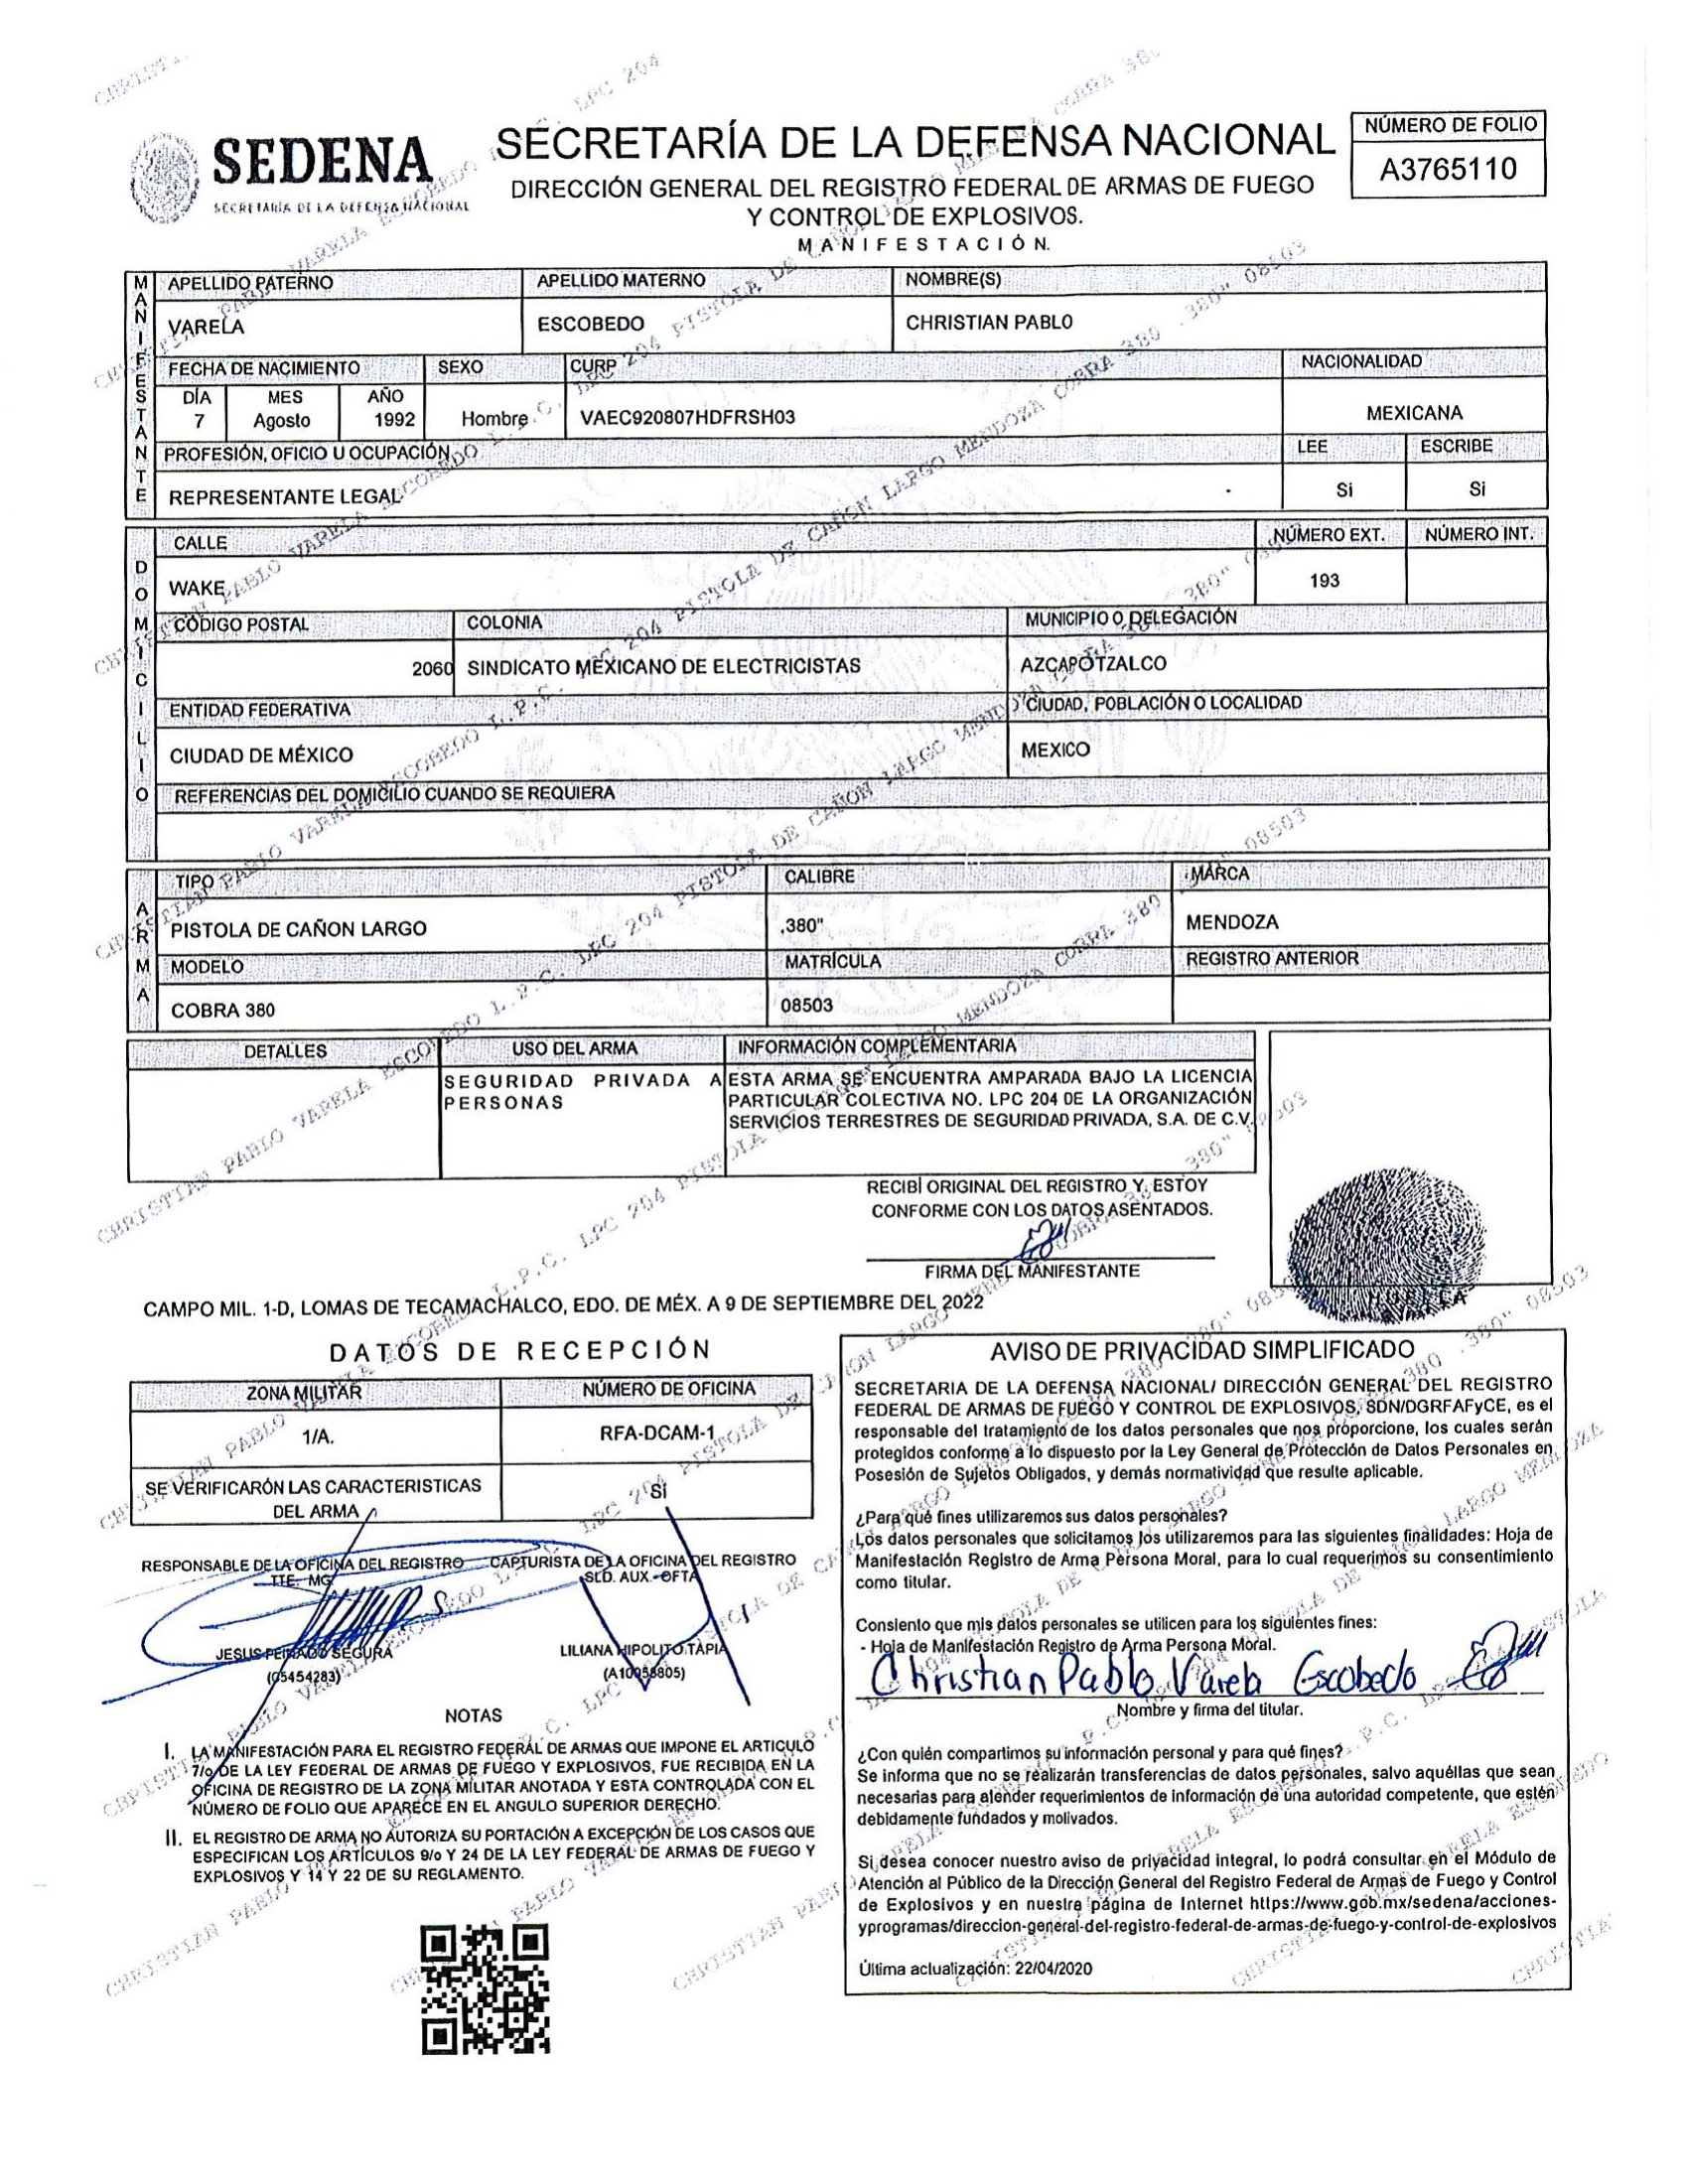 SEDENA
SECRETARÍA DE LA DEFENSA NACIONAL
SECRETARÍA DE LA DEFENSA NACIONAL
DIRECCIÓN GENERAL DEL REGISTRO FEDERAL DE ARMAS DE FUEGO
Y CONTROL DE EXPLOSIVOS.
MANIFESTACIÓN.
NÚMERO DE FOLIO
A3765110
MANIFESTANTE
APELLIDO PATERNO APELLIDO MATERNO NOMBRE(S)
VARELA ESCOBEDO CHRISTIAN PABLO
FECHA DE NACIMIENTO SEXO CURP NACIONALIDAD
DÍA MES AÑO
7 Agosto 1992 Hombre VAEC920807HDFRSH03 MEXICANA
PROFESIÓN, OFICIO U OCUPACIÓN LEE ESCRIBE
REPRESENTANTE LEGAL Si Si
DOMICILIO
CALLE NÚMERO EXT. NÚMERO INT.
WAKE 193
CÓDIGO POSTAL COLONIA MUNICIPIO O DELEGACIÓN
2060 SINDICATO MEXICANO DE ELECTRICISTAS AZCAPOTZALCO
ENTIDAD FEDERATIVA CIUDAD, POBLACIÓN O LOCALIDAD
CIUDAD DE MÉXICO MEXICO
REFERENCIAS DEL DOMICILIO CUANDO SE REQUIERA
ARMA
TIPO CALIBRE MARCA
PISTOLA DE CAÑON LARGO .380" MENDOZA
MODELO MATRÍCULA REGISTRO ANTERIOR
COBRA 380 08503
DETALLES USO DEL ARMA INFORMACIÓN COMPLEMENTARIA
SEGURIDAD PRIVADA A PERSONAS
ESTA ARMA SE ENCUENTRA AMPARADA BAJO LA LICENCIA
PARTICULAR COLECTIVA NO. LPC 204 DE LA ORGANIZACIÓN
SERVICIOS TERRESTRES DE SEGURIDAD PRIVADA, S.A. DE C.V.
RECIBÍ ORIGINAL DEL REGISTRO Y ESTOY
CONFORME CON LOS DATOS ASENTADOS.
FIRMA DEL MANIFESTANTE
HUELLA
CAMPO MIL. 1-D, LOMAS DE TECAMACHALCO, EDO. DE MÉX. A 9 DE SEPTIEMBRE DEL 2022
DATOS DE RECEPCIÓN
ZONA MILITAR NÚMERO DE OFICINA
1/A. RFA-DCAM-1
SE VERIFICARÓN LAS CARACTERISTICAS
DEL ARMA
Si
RESPONSABLE DE LA OFICINA DEL REGISTRO CAPTURISTA DE LA OFICINA DEL REGISTRO
TTE. MG. SLD. AUX. OFTA
JESUS PEINADO SEGURA LILIANA HIPOLITO TAPIA
(C5454283) (A10058805)
NOTAS
I. LA MANIFESTACIÓN PARA EL REGISTRO FEDERAL DE ARMAS QUE IMPONE EL ARTICULO
7/o DE LA LEY FEDERAL DE ARMAS DE FUEGO Y EXPLOSIVOS, FUE RECIBIDA EN LA
OFICINA DE REGISTRO DE LA ZONA MILITAR ANOTADA Y ESTA CONTROLADA CON EL
NÚMERO DE FOLIO QUE APARECE EN EL ANGULO SUPERIOR DERECHO.
II. EL REGISTRO DE ARMA NO AUTORIZA SU PORTACIÓN A EXCEPCIÓN DE LOS CASOS QUE
ESPECIFICAN LOS ARTÍCULOS 9/o Y 24 DE LA LEY FEDERAL DE ARMAS DE FUEGO Y
EXPLOSIVOS Y 14 Y 22 DE SU REGLAMENTO.
AVISO DE PRIVACIDAD SIMPLIFICADO
SECRETARIA DE LA DEFENSA NACIONAL/ DIRECCIÓN GENERAL DEL REGISTRO
FEDERAL DE ARMAS DE FUEGO Y CONTROL DE EXPLOSIVOS, SDN/DGRFAFyCE, es el
responsable del tratamiento de los datos personales que nos proporcione, los cuales serán
protegidos conforme a lo dispuesto por la Ley General de Protección de Datos Personales en
Posesión de Sujetos Obligados, y demás normatividad que resulte aplicable.
¿Para qué fines utilizaremos sus datos personales?
Los datos personales que solicitamos los utilizaremos para las siguientes finalidades: Hoja de
Manifestación Registro de Arma Persona Moral, para lo cual requerimos su consentimiento
como titular.
Consiento que mis datos personales se utilicen para los siguientes fines:
- Hoja de Manifestación Registro de Arma Persona Moral.
Christian Pablo Varela Escobedo
Nombre y firma del titular.
¿Con quién compartimos su información personal y para qué fines?
Se informa que no se realizarán transferencias de datos personales, salvo aquéllas que sean
necesarias para atender requerimientos de información de una autoridad competente, que estén
debidamente fundados y motivados.
Si desea conocer nuestro aviso de privacidad integral, lo podrá consultar en el Módulo de
Atención al Público de la Dirección General del Registro Federal de Armas de Fuego y Control
de Explosivos y en nuestra página de Internet https://www.gob.mx/sedena/acciones-
yprogramas/direccion-general-del-registro-federal-de-armas-de-fuego-y-control-de-explosivos
Última actualización: 22/04/2020